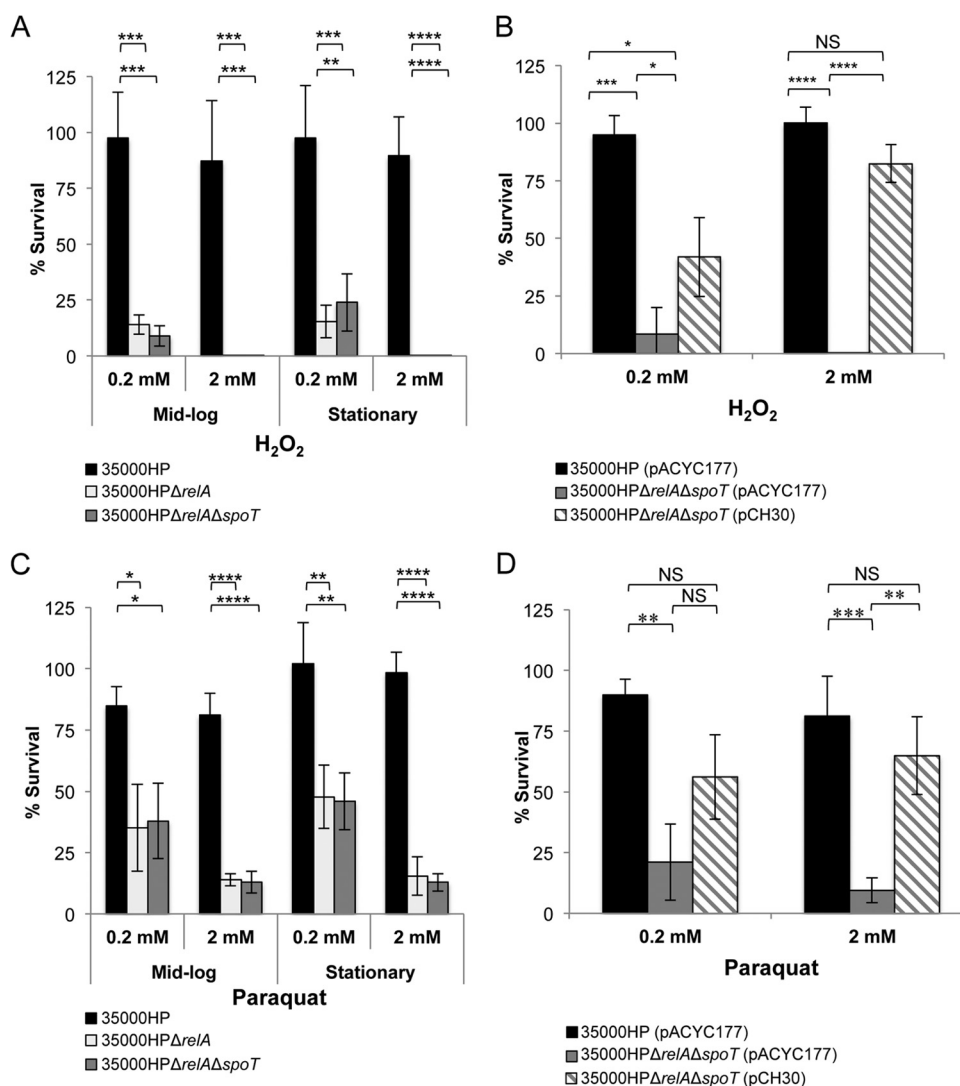 A
*** *** *** ****
*** *** ** ****
125
100
75
50
25
0
% Survival
0.2 mM 2 mM 0.2 mM 2 mM
Mid-log Stationary
H₂O₂
35000HP
35000HPΔrelA
35000HPΔrelAΔspoT
B
* NS
*** * **** ****
125
100
75
50
25
0
% Survival
0.2 mM 2 mM
H₂O₂
35000HP (pACYC177)
35000HPΔrelAΔspoT (pACYC177)
35000HPΔrelAΔspoT (pCH30)
C
* **** ** ****
* **** ** ****
125
100
75
50
25
0
% Survival
0.2 mM 2 mM 0.2 mM 2 mM
Mid-log Stationary
Paraquat
35000HP
35000HPΔrelA
35000HPΔrelAΔspoT
D
NS NS
** NS *** **
125
100
75
50
25
0
% Survival
0.2 mM 2 mM
Paraquat
35000HP (pACYC177)
35000HPΔrelAΔspoT (pACYC177)
35000HPΔrelAΔspoT (pCH30)